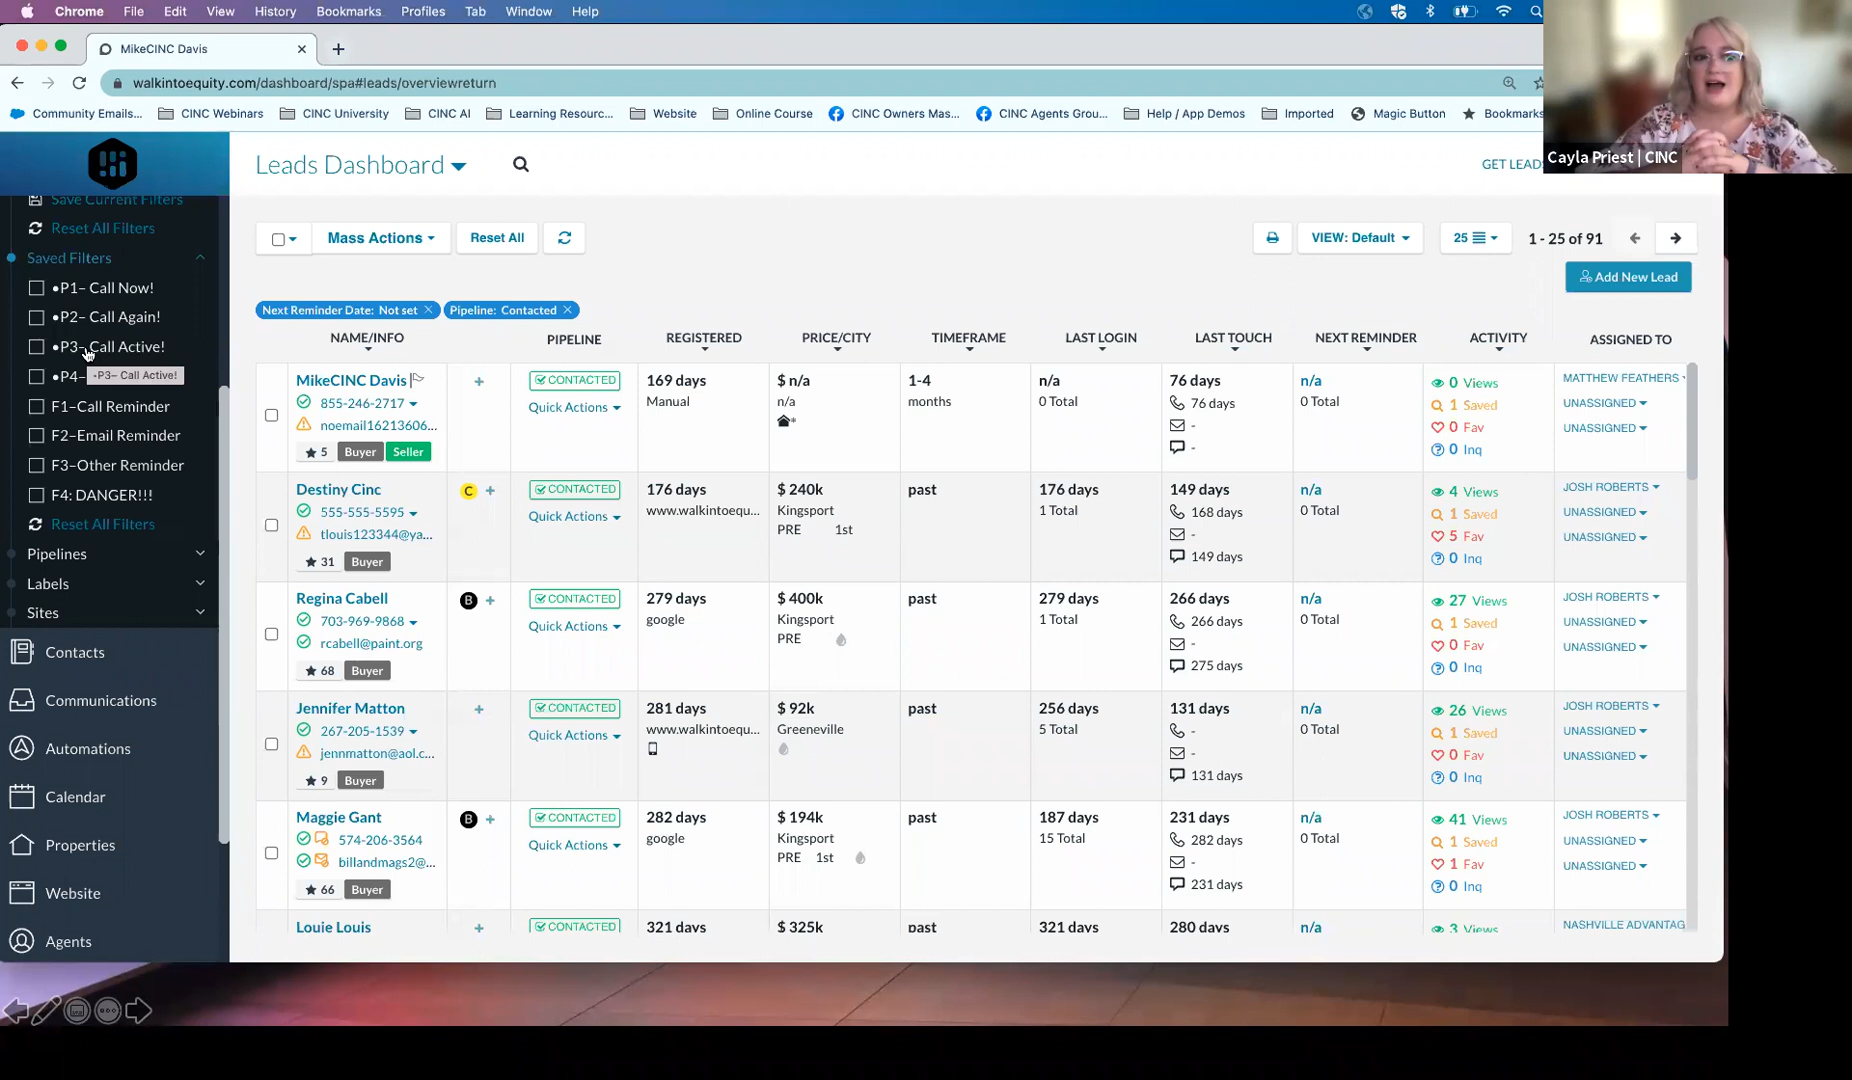 Chrome File Edit View History Bookmarks Profiles Tab Window Help
MikeCINC Davis
walkintoequity.com/dashboard/spa#leads/overviewreturn
Community Emails... CINC Webinars CINC University CINC AI Learning Resourc... Website Online Course CINC Owners Mas... CINC Agents Grou... Help / App Demos Imported Magic Button Bookmarks
Cayla Priest | CINC
Leads Dashboard
GET LEADS
Save Current Filters
Reset All Filters
Saved Filters
•P1– Call Now!
•P2– Call Again!
•P3– Call Active!
•P4–
•P3– Call Active!
F1–Call Reminder
F2–Email Reminder
F3–Other Reminder
F4: DANGER!!!
Reset All Filters
Pipelines
Labels
Sites
Contacts
Communications
Automations
Calendar
Properties
Website
Agents
Mass Actions Reset All VIEW: Default 25 1 - 25 of 91
Add New Lead
Next Reminder Date: Not set Pipeline: Contacted
NAME/INFO PIPELINE REGISTERED PRICE/CITY TIMEFRAME LAST LOGIN LAST TOUCH NEXT REMINDER ACTIVITY ASSIGNED TO
MikeCINC Davis
855-246-2717
noemail16213606...
5 Buyer Seller
CONTACTED
Quick Actions
169 days
Manual
$ n/a
n/a
1-4
months
n/a
0 Total
76 days
76 days
-
-
n/a
0 Total
0 Views
1 Saved
0 Fav
0 Inq
MATTHEW FEATHERS
UNASSIGNED
UNASSIGNED
Destiny Cinc
555-555-5595
tlouis123344@ya...
31 Buyer
C
CONTACTED
Quick Actions
176 days
www.walkintoequ...
$ 240k
Kingsport
PRE 1st
past
176 days
1 Total
149 days
168 days
-
149 days
n/a
0 Total
4 Views
1 Saved
5 Fav
0 Inq
JOSH ROBERTS
UNASSIGNED
UNASSIGNED
Regina Cabell
703-969-9868
rcabell@paint.org
68 Buyer
B
CONTACTED
Quick Actions
279 days
google
$ 400k
Kingsport
PRE
past
279 days
1 Total
266 days
266 days
-
275 days
n/a
0 Total
27 Views
1 Saved
0 Fav
0 Inq
JOSH ROBERTS
UNASSIGNED
UNASSIGNED
Jennifer Matton
267-205-1539
jennmatton@aol.c...
9 Buyer
CONTACTED
Quick Actions
281 days
www.walkintoequ...
$ 92k
Greeneville
past
256 days
5 Total
131 days
-
-
131 days
n/a
0 Total
26 Views
1 Saved
0 Fav
0 Inq
JOSH ROBERTS
UNASSIGNED
UNASSIGNED
Maggie Gant
574-206-3564
billandmags2@...
66 Buyer
B
CONTACTED
Quick Actions
282 days
google
$ 194k
Kingsport
PRE 1st
past
187 days
15 Total
231 days
282 days
-
231 days
n/a
0 Total
41 Views
1 Saved
1 Fav
0 Inq
JOSH ROBERTS
UNASSIGNED
UNASSIGNED
Louie Louis
CONTACTED
321 days
$ 325k
past
321 days
280 days
n/a
3 Views
NASHVILLE ADVANTAG